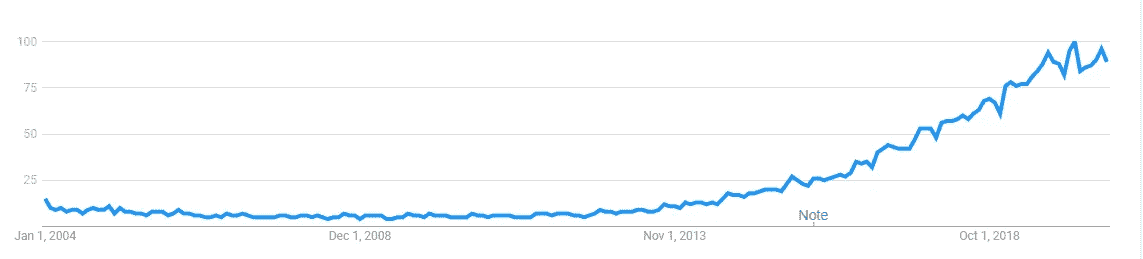 100
75
50
25
Note
Jan 1, 2004
Dec 1, 2008
Nov 1, 2013
Oct 1, 2018